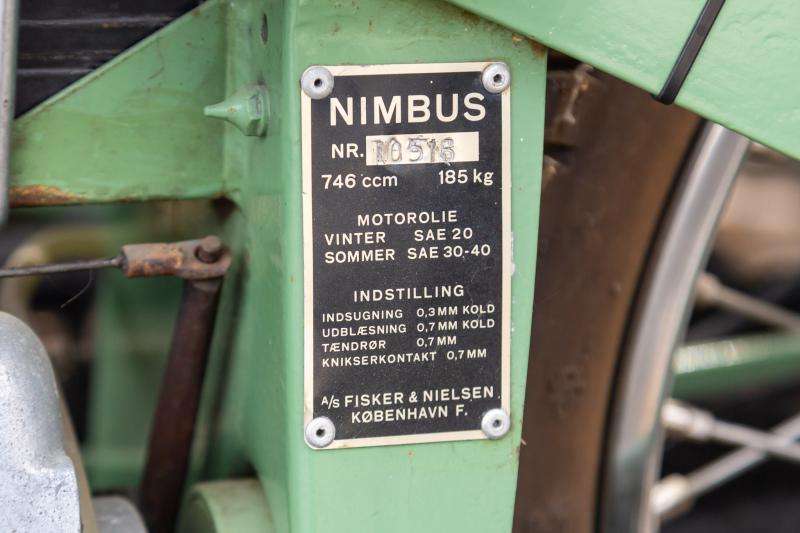 NIMBUS
NR. 10518
746 ccm 185 kg
MOTOROLIE
VINTER SAE 20
SOMMER SAE 30-40
INDSTILLING
INDSUGNING 0,3 MM KOLD
UDBLÆSNING 0,7 MM KOLD
TÆNDRØR 0,7 MM
KNIKSERKONTAKT 0,7 MM
A/S FISKER & NIELSEN
KØBENHAVN F.